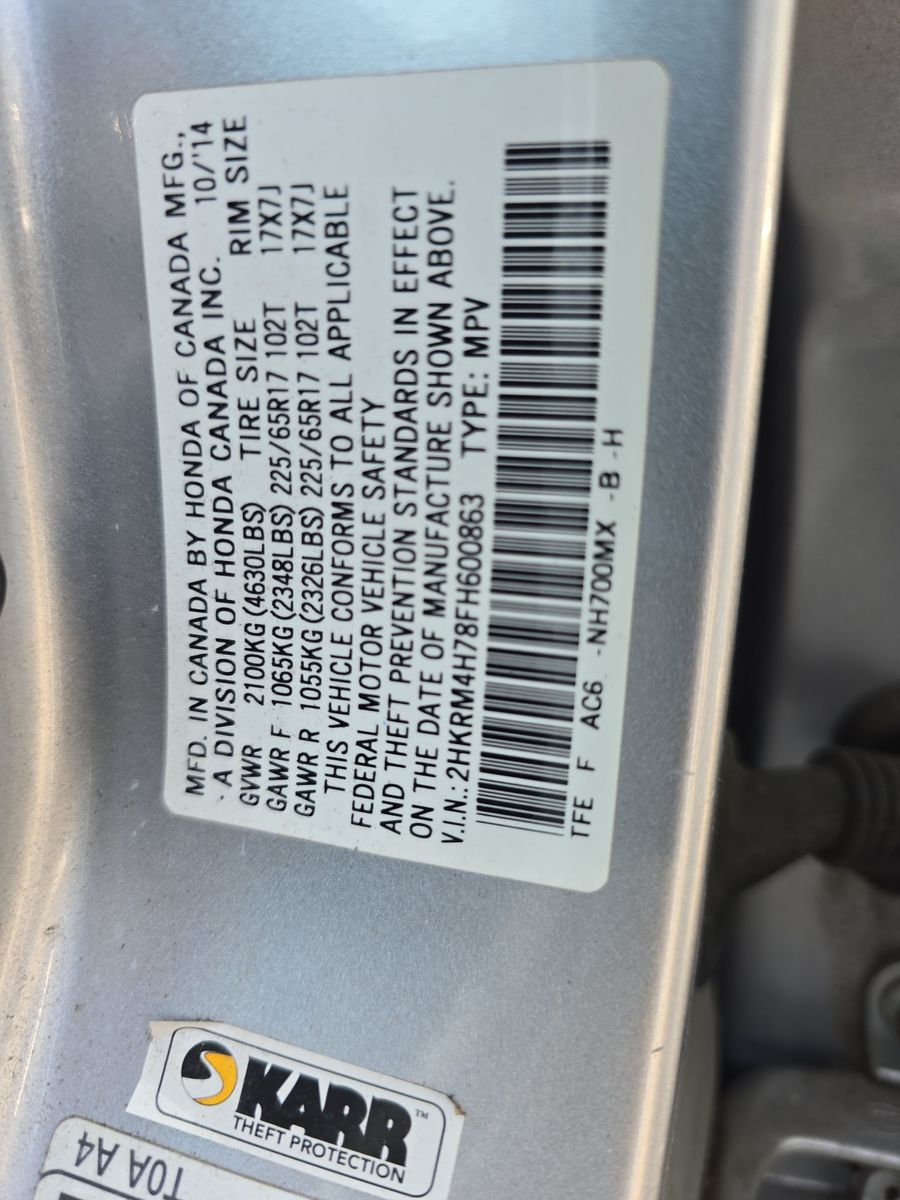 MFD. IN CANADA BY HONDA OF CANADA MFG.,
A DIVISION OF HONDA CANADA INC. 10/'14
GVWR 2100KG(4630LBS) TIRE SIZE RIM SIZE
GAWR F 1065KG(2348LBS) 225/65R17 102T 17X7J
GAWR R 1055KG(2326LBS) 225/65R17 102T 17X7J
THIS VEHICLE CONFORMS TO ALL APPLICABLE
FEDERAL MOTOR VEHICLE SAFETY
AND THEFT PREVENTION STANDARDS IN EFFECT
ON THE DATE OF MANUFACTURE SHOWN ABOVE.
V.I.N.:2HKRM4H78FH600863 TYPE: MPV
TFE F AC6 -NH700MX -B -H
KARR™
THEFT PROTECTION
T0A A4